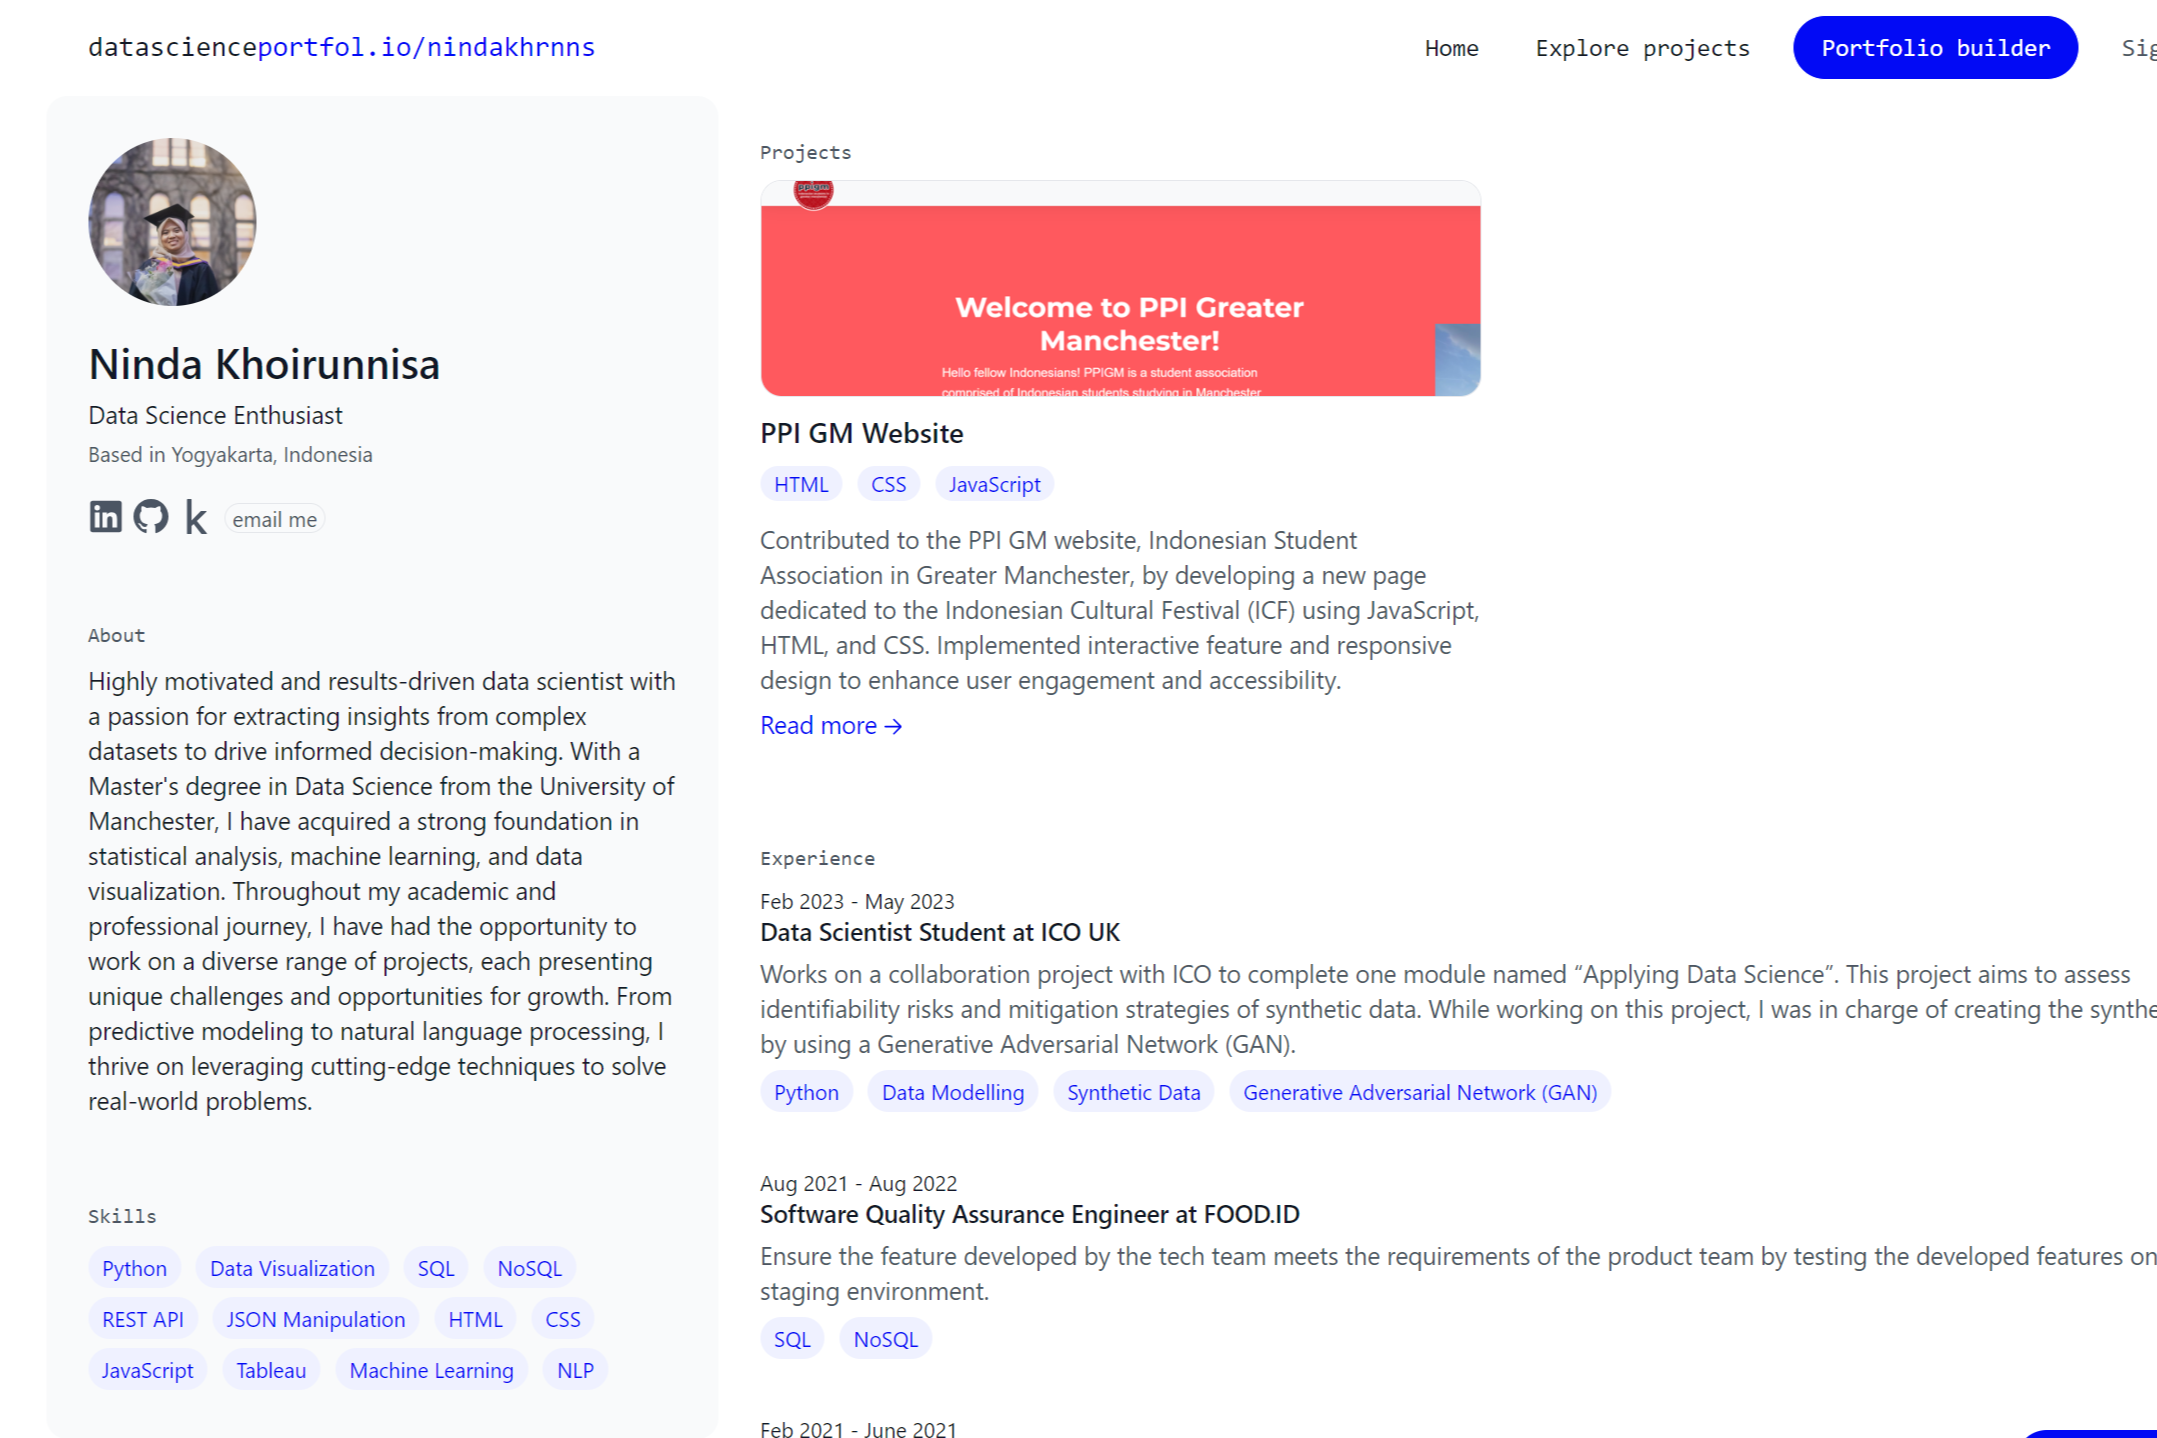 datascienceportfol.io/nindakhrnns
Home
Explore projects
Portfolio builder
Ninda Khoirunnisa
Data Science Enthusiast
Based in Yogyakarta, Indonesia
in
k
email me
About
Highly motivated and results-driven data scientist with
a passion for extracting insights from complex
datasets to drive informed decision-making. With a
Master's degree in Data Science from the University of
Manchester, I have acquired a strong foundation in
statistical analysis, machine learning, and data
visualization. Throughout my academic and
professional journey, I have had the opportunity to
work on a diverse range of projects, each presenting
unique challenges and opportunities for growth. From
predictive modeling to natural language processing, I
thrive on leveraging cutting-edge techniques to solve
real-world problems.
Skills
Python
Data Visualization
SQL
NoSQL
REST API
JSON Manipulation
HTML
CSS
JavaScript
Tableau
Machine Learning
NLP
Projects
ppigm
Welcome to PPI Greater
Manchester!
Hello fellow Indonesians! PPIGM is a student association
comprised of Indonesian students studying in Manchester
PPI GM Website
HTML
CSS
JavaScript
Contributed to the PPI GM website, Indonesian Student
Association in Greater Manchester, by developing a new page
dedicated to the Indonesian Cultural Festival (ICF) using JavaScript,
HTML, and CSS. Implemented interactive feature and responsive
design to enhance user engagement and accessibility.
Read more →
Experience
Feb 2023 - May 2023
Data Scientist Student at ICO UK
Works on a collaboration project with ICO to complete one module named “Applying Data Science”. This project aims to assess
identifiability risks and mitigation strategies of synthetic data. While working on this project, I was in charge of creating the
by using a Generative Adversarial Network (GAN).
Python
Data Modelling
Synthetic Data
Generative Adversarial Network (GAN)
Aug 2021 - Aug 2022
Software Quality Assurance Engineer at FOOD.ID
Ensure the feature developed by the tech team meets the requirements of the product team by testing the developed features on
staging environment.
SQL
NoSQL
Feb 2021 - June 2021